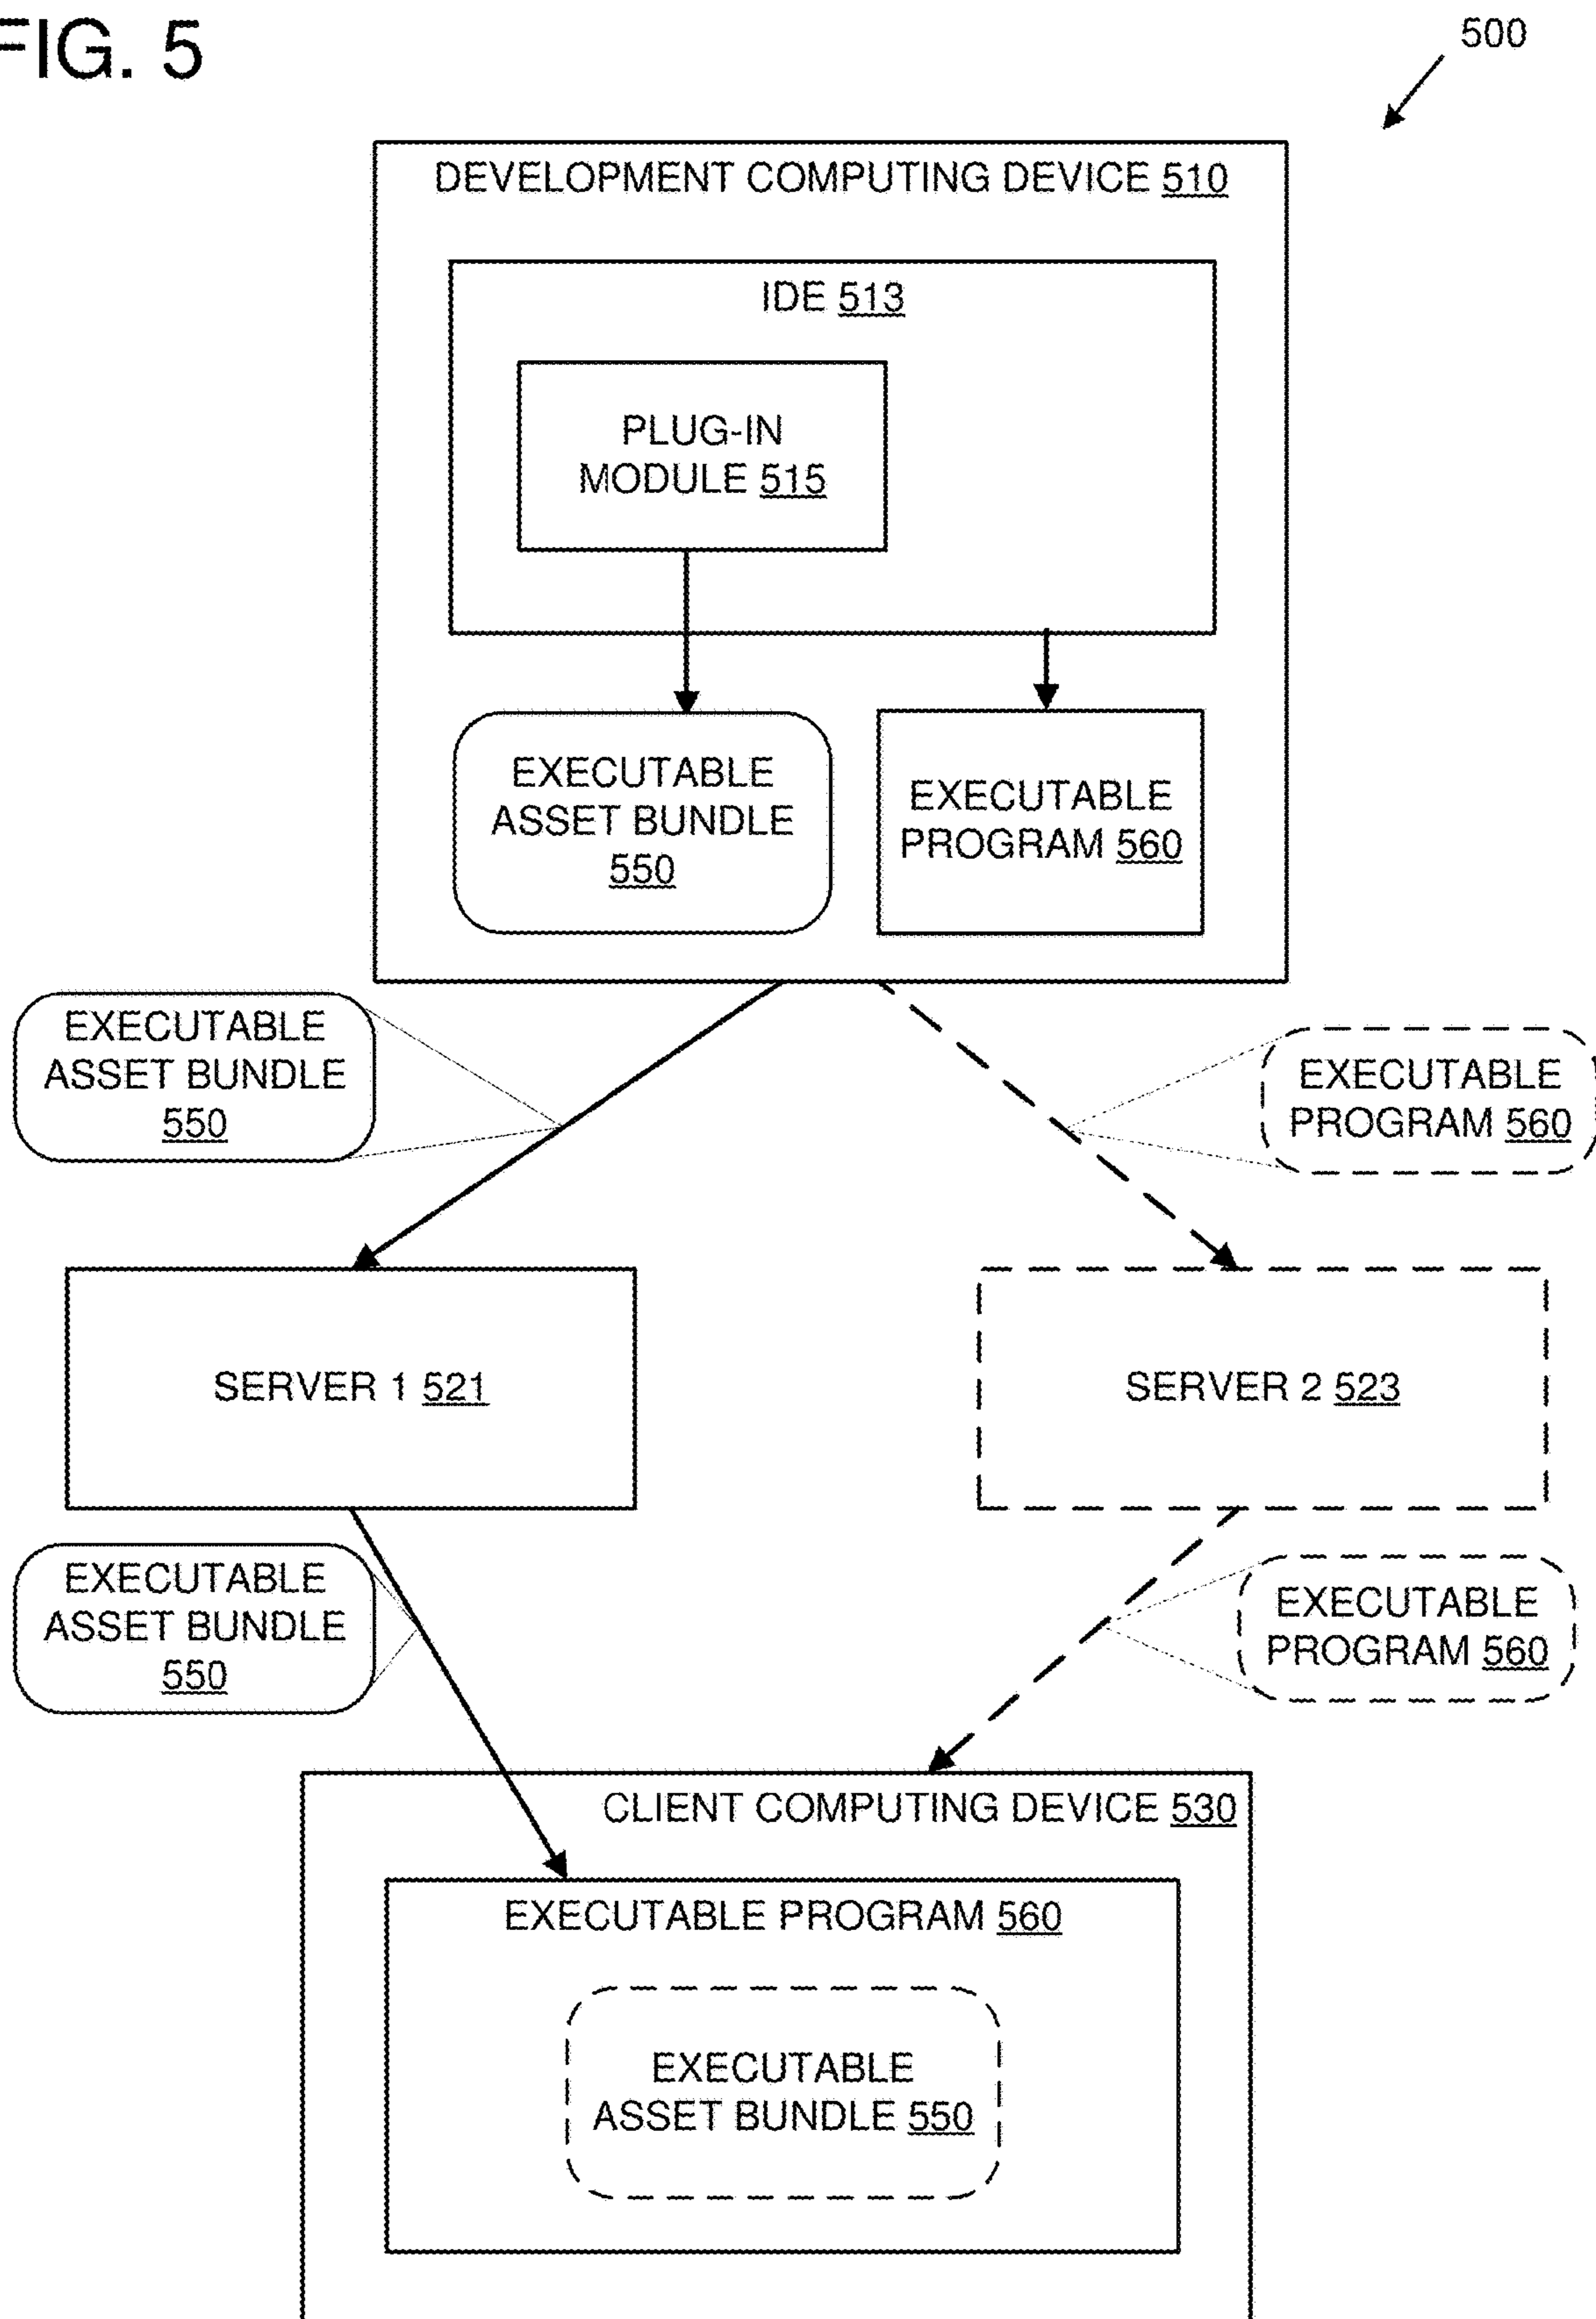 FIG. 5
500
DEVELOPMENT COMPUTING DEVICE 510
IDE 513
PLUG-IN
MODULE 515
EXECUTABLE
ASSET BUNDLE
550
EXECUTABLE
PROGRAM 560
EXECUTABLE
ASSET BUNDLE
550
EXECUTABLE
PROGRAM 560
SERVER 1 521
SERVER 2 523
EXECUTABLE
ASSET BUNDLE
550
EXECUTABLE
PROGRAM 560
CLIENT COMPUTING DEVICE 530
EXECUTABLE PROGRAM 560
EXECUTABLE
ASSET BUNDLE 550